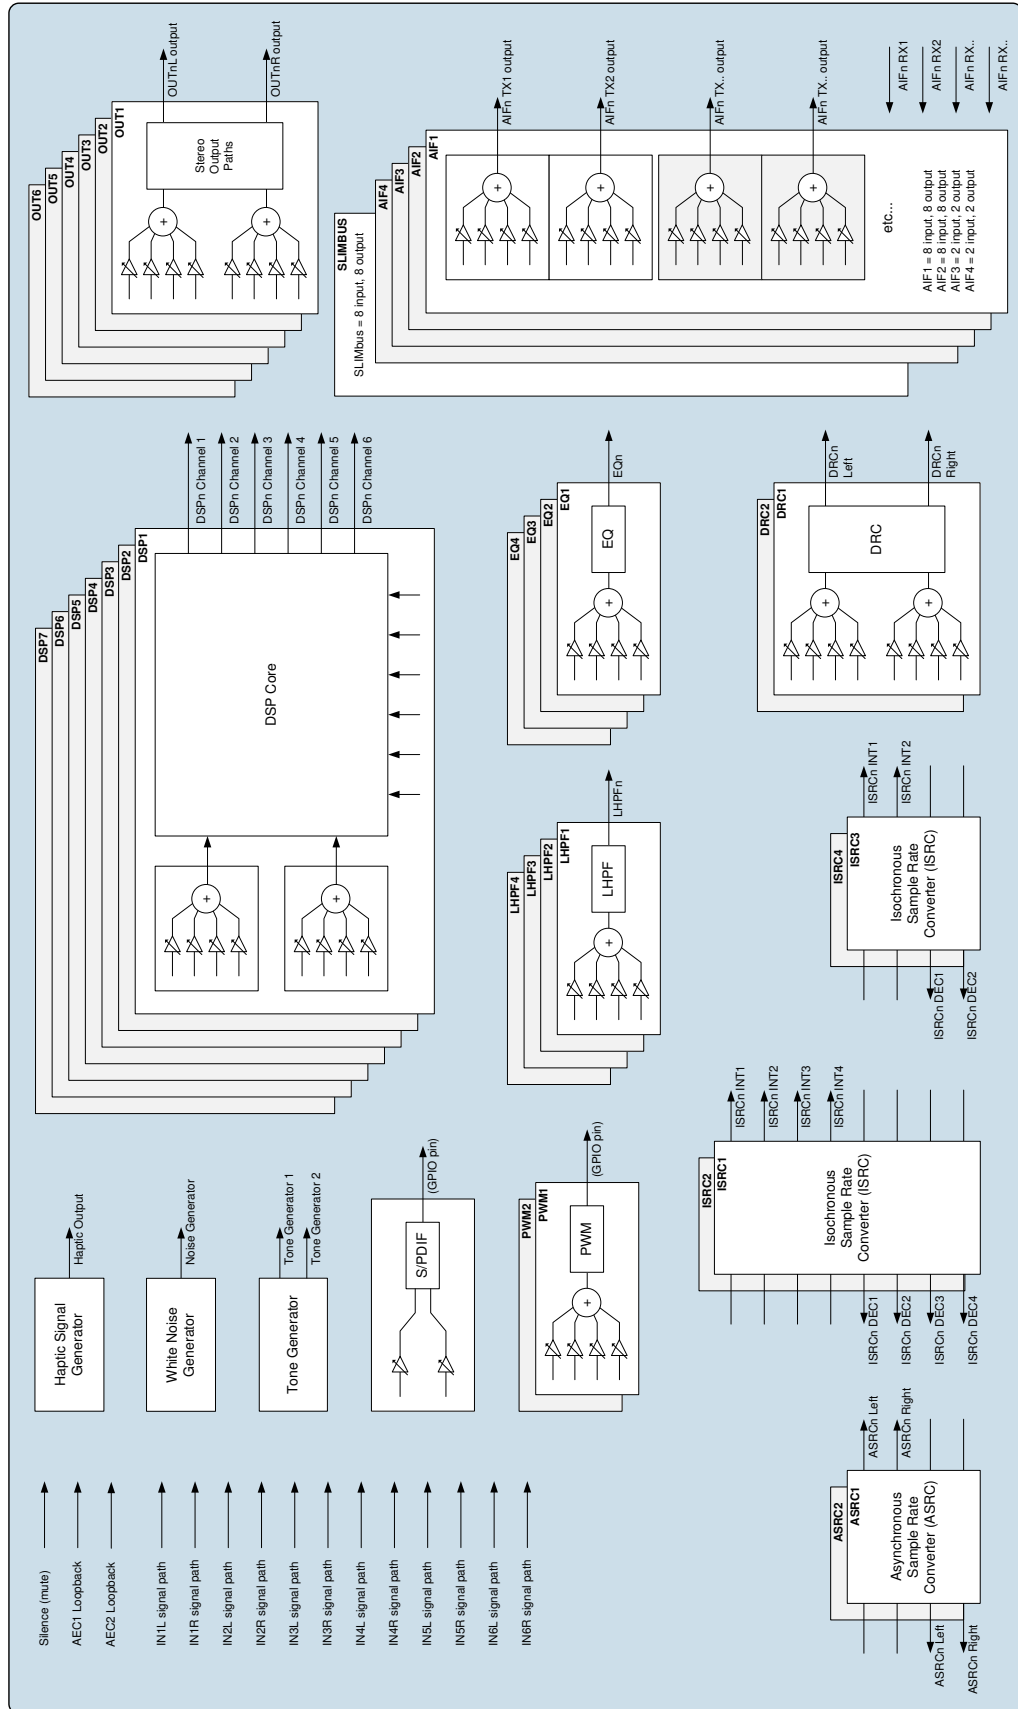 Silence (mute)
AEC1 Loopback
AEC2 Loopback
IN1L signal path
IN1R signal path
IN2L signal path
IN2R signal path
IN3L signal path
IN3R signal path
IN4L signal path
IN4R signal path
IN5L signal path
IN5R signal path
IN6L signal path
IN6R signal path
ASRCn Left
ASRCn Right
ASRC2
ASRC1
Asynchronous
Sample Rate
Converter (ASRC)
ASRCn Left
ASRCn Right
Haptic Signal
Generator
Haptic Output
White Noise
Generator
Noise Generator
Tone Generator
Tone Generator 1
Tone Generator 2
S/PDIF
(GPIO pin)
PWM2
PWM1
+
PWM
(GPIO pin)
ISRCn DEC1
ISRCn DEC2
ISRCn DEC3
ISRCn DEC4
ISRC2
ISRC1
Isochronous
Sample Rate
Converter (ISRC)
ISRCn INT1
ISRCn INT2
ISRCn INT3
ISRCn INT4
DSP7
DSP6
DSP5
DSP4
DSP3
DSP2
DSP1
+
+
DSP Core
DSPn Channel 1
DSPn Channel 2
DSPn Channel 3
DSPn Channel 4
DSPn Channel 5
DSPn Channel 6
LHPF4
LHPF3
LHPF2
LHPF1
+
LHPF
LHPFn
EQ4
EQ3
EQ2
EQ1
+
EQ
EQn
ISRCn DEC1
ISRCn DEC2
ISRC4
ISRC3
Isochronous
Sample Rate
Converter (ISRC)
ISRCn INT1
ISRCn INT2
DRC2
DRC1
+
+
DRC
DRCn
Left
DRCn
Right
OUT6
OUT5
OUT4
OUT3
OUT2
OUT1
+
+
Stereo
Output
Paths
OUTnL output
OUTnR output
SLIMBUS
SLIMbus = 8 input, 8 output
AIF4
AIF3
AIF2
AIF1
+
+
+
+
AIFn TX1 output
AIFn TX2 output
AIFn TX.. output
AIFn TX.. output
etc...
AIF1 = 8 input, 8 output
AIF2 = 8 input, 8 output
AIF3 = 2 input, 2 output
AIF4 = 2 input, 2 output
AIFn RX1
AIFn RX2
AIFn RX..
AIFn RX..